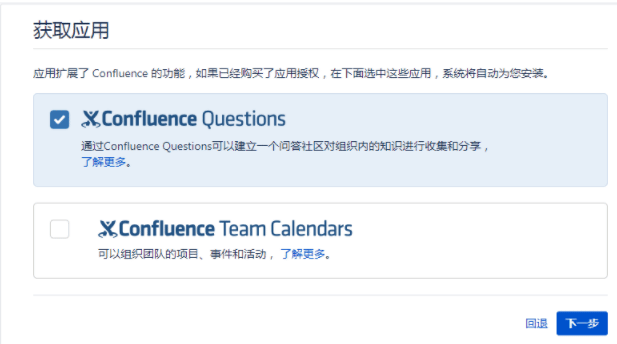 获取应用
应用扩展了 Confluence 的功能，如果已经购买了应用授权，在下面选中这些应用，系统将自动为您安装。
Confluence Questions
通过Confluence Questions可以建立一个问答社区对组织内的知识进行收集和分享，
了解更多。
Confluence Team Calendars
可以组织团队的项目、事件和活动，了解更多。
回退 下一步